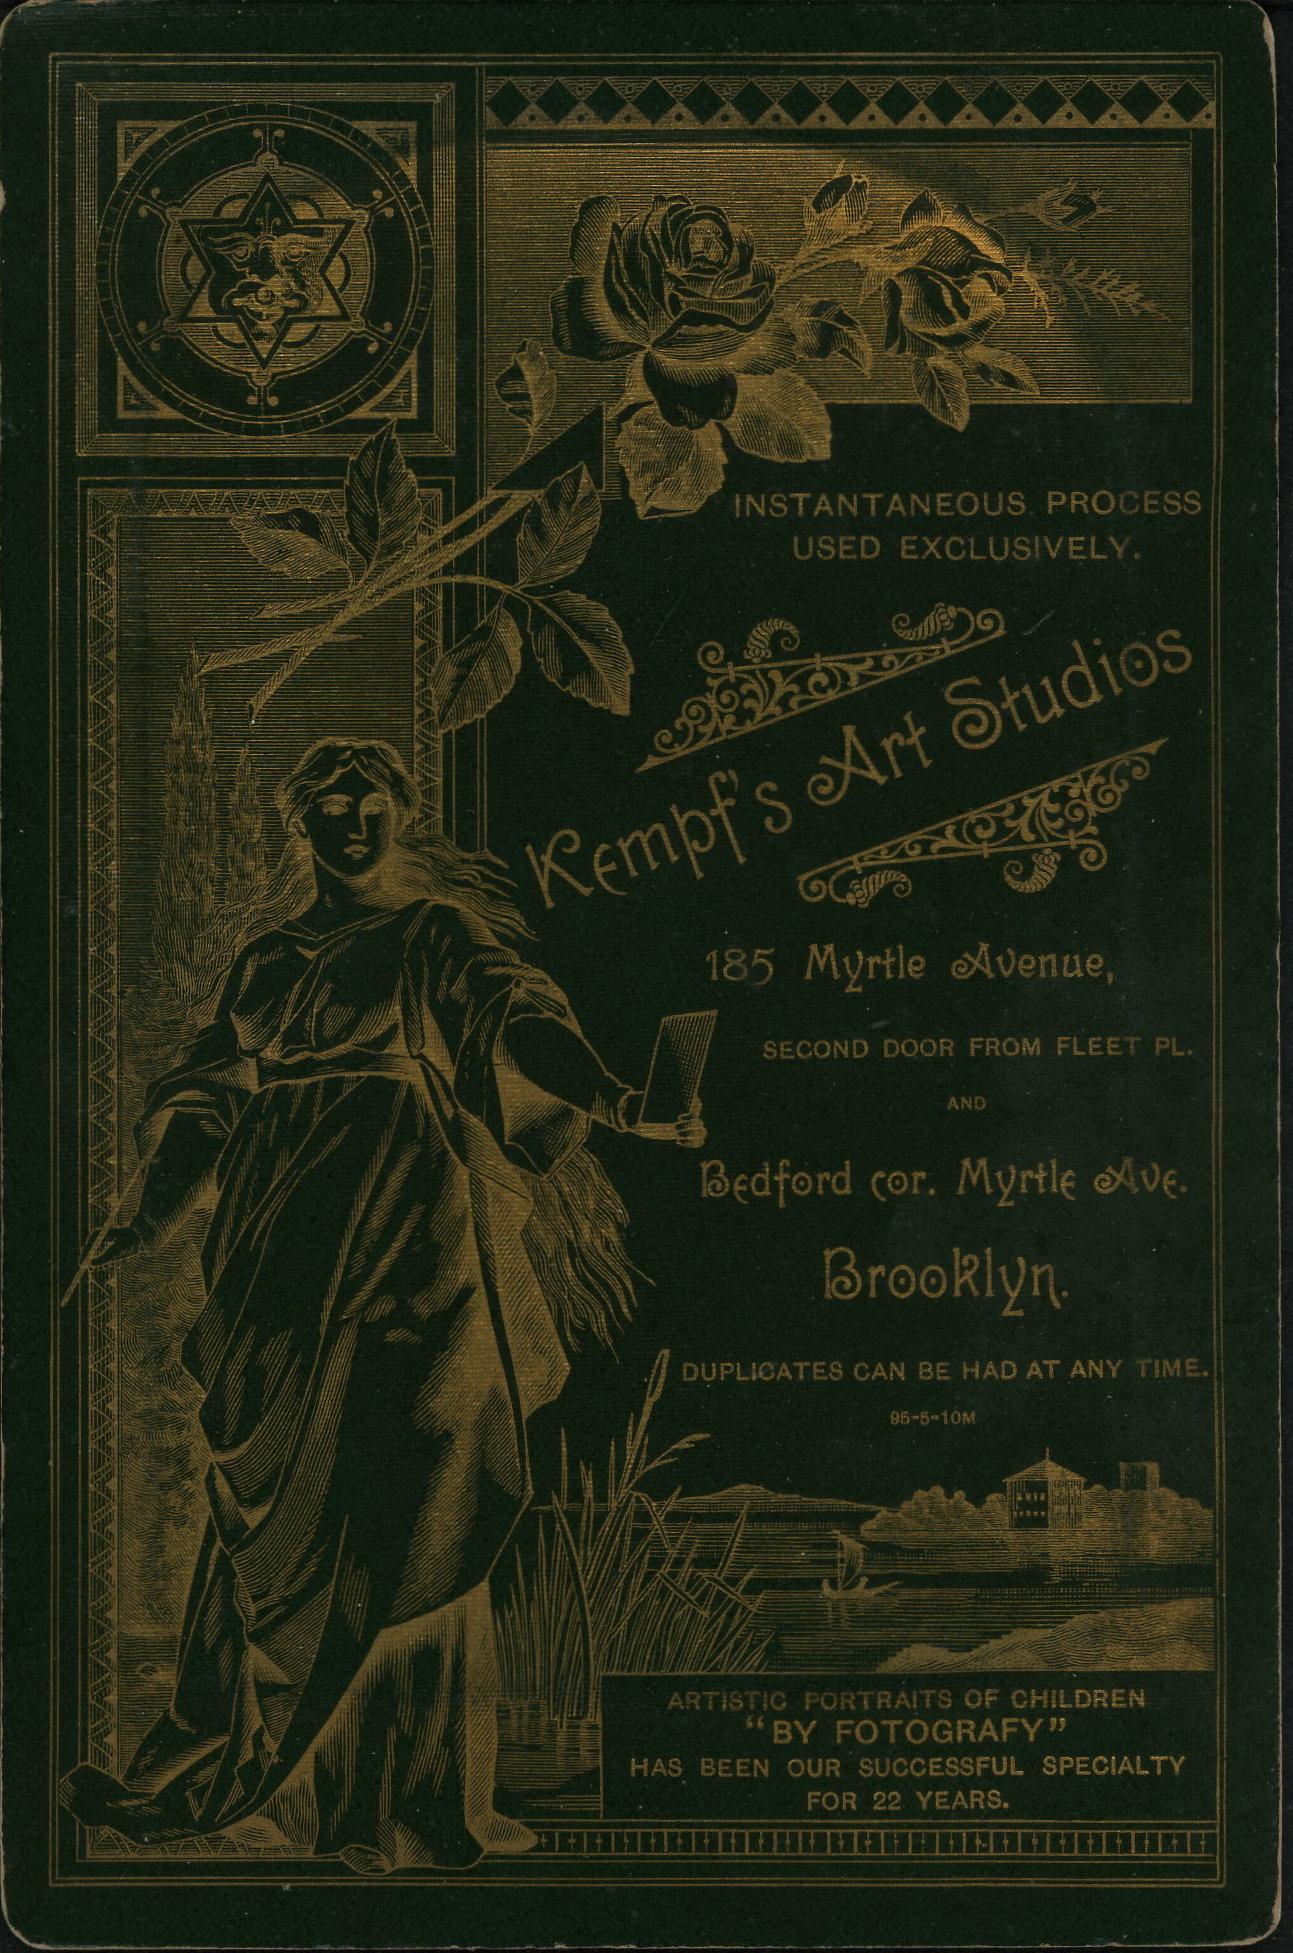 INSTANTANEOUS PROCESS
USED EXCLUSIVELY.
Kempf's Art Studios
185 Myrtle Avenue,
SECOND DOOR FROM FLEET PL.
AND
Bedford cor. Myrtle Ave.
Brooklyn.
DUPLICATES CAN BE HAD AT ANY TIME.
95-5-10M
ARTISTIC PORTRAITS OF CHILDREN
"BY FOTOGRAFY"
HAS BEEN OUR SUCCESSFUL SPECIALTY
FOR 22 YEARS.